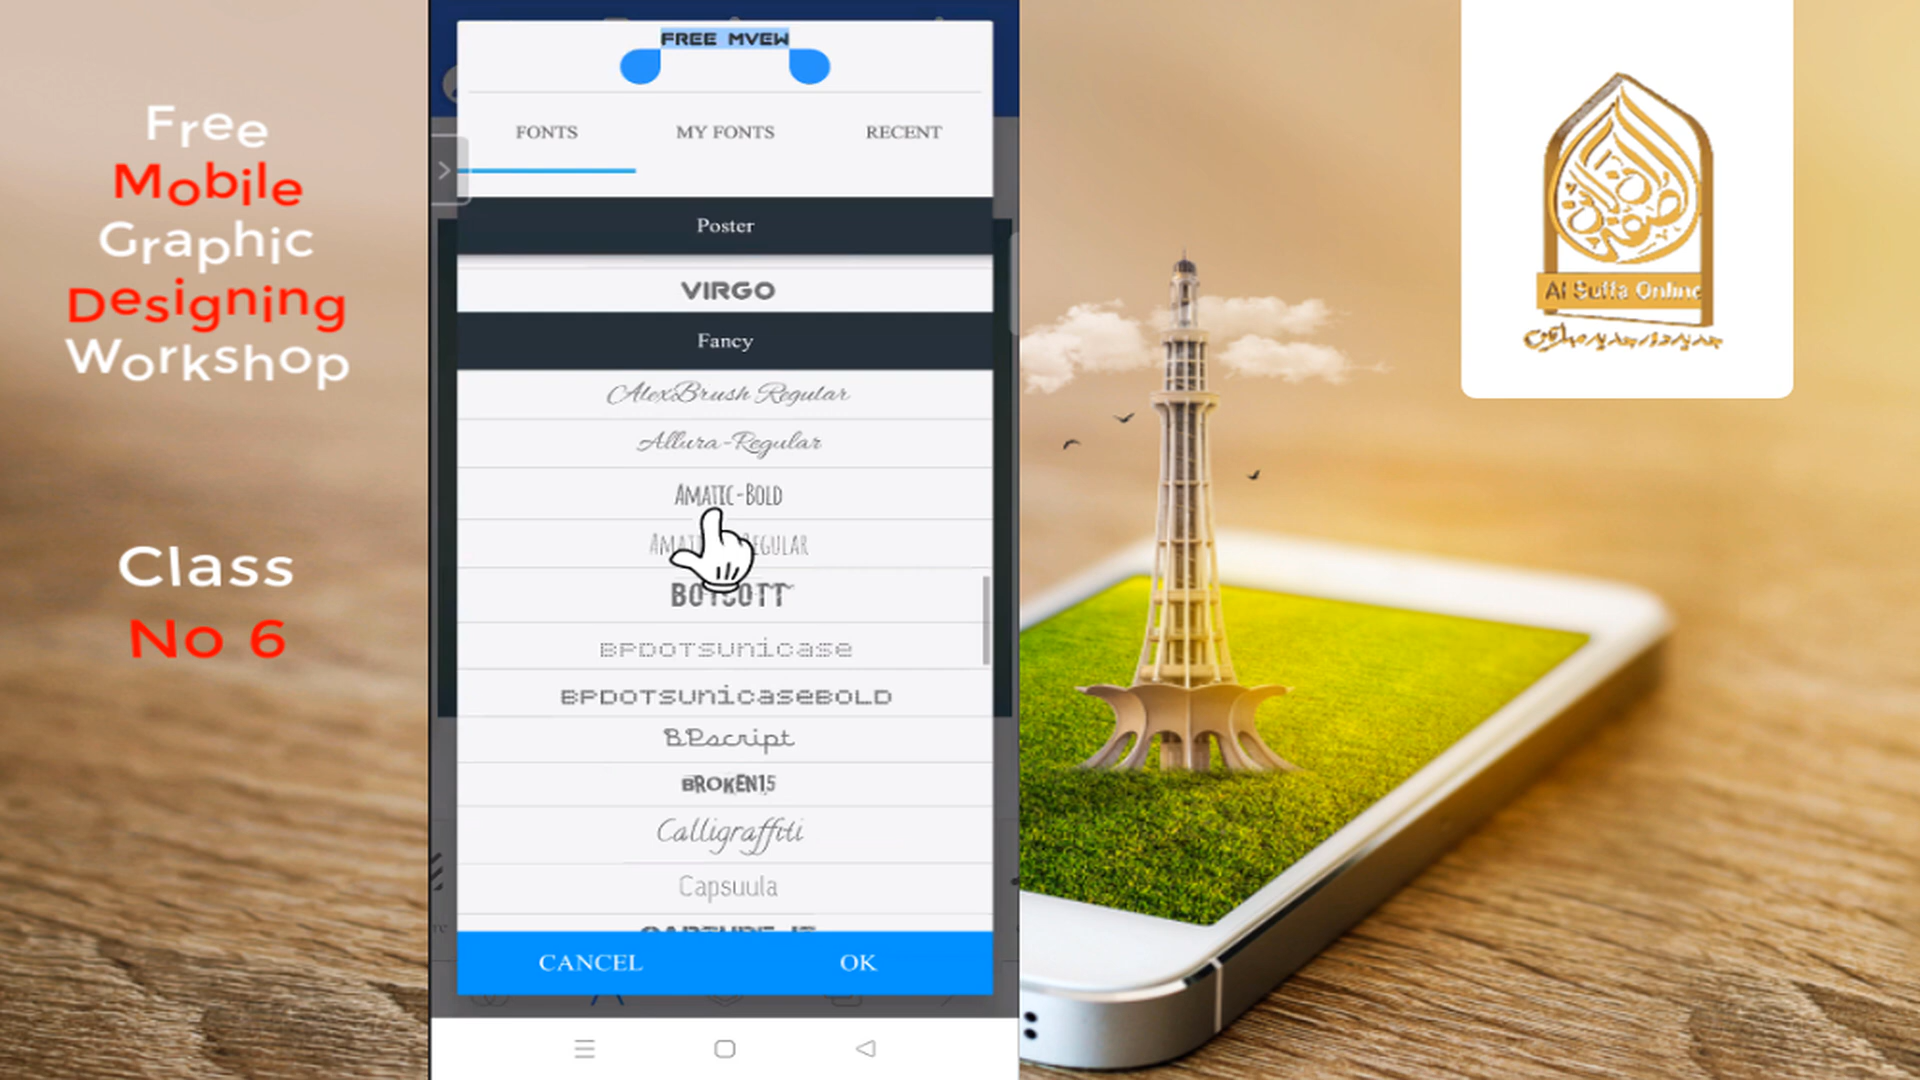 Free
Mobile
Graphic
Designing
Workshop
Class
No 6
FREE MVEW
FONTS
MY FONTS
RECENT
Poster
VIRGO
Fancy
AlexBrush Regular
Allura-Regular
Amatic-Bold
BOYCOTT
BPDOTSUnicase
BPDOTSUnicaseBOLD
BPscript
BROKEN15
Calligraffiti
Capsuula
CANCEL
OK
Al Suffa Online